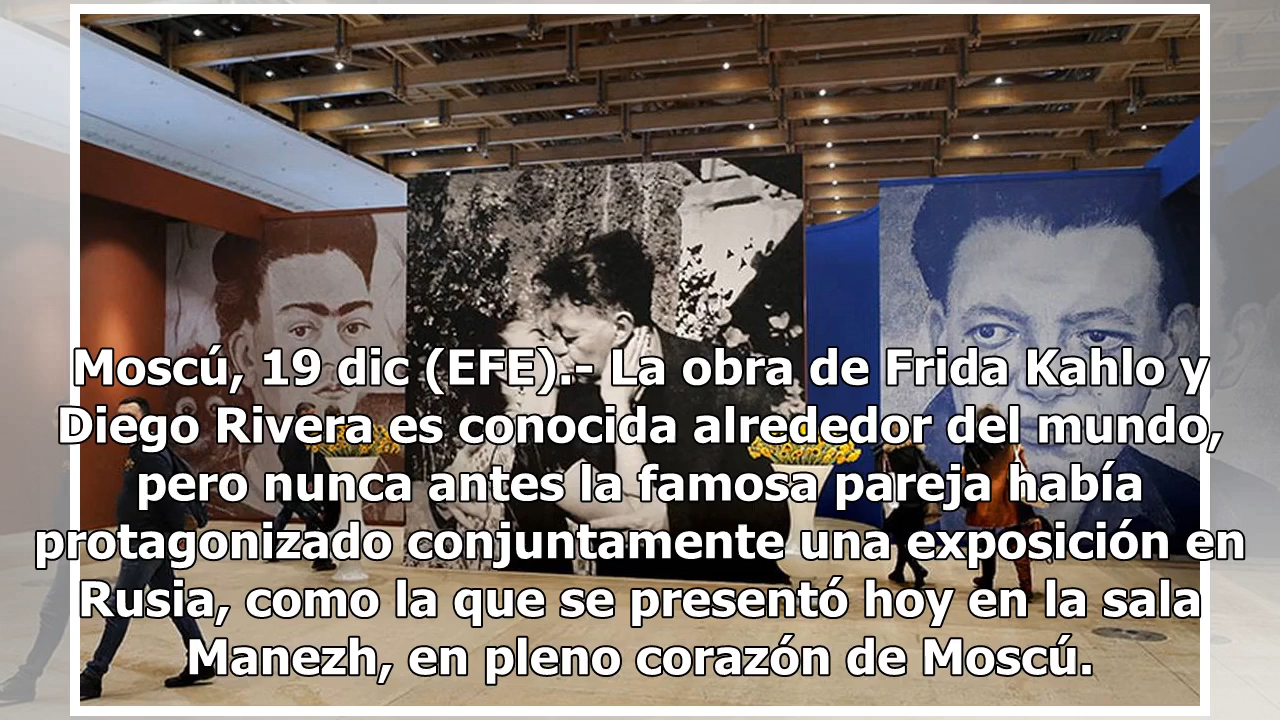 Moscú, 19 dic (EFE).- La obra de Frida Kahlo y
Diego Rivera es conocida alrededor del mundo,
pero nunca antes la famosa pareja había
protagonizado conjuntamente una exposición en
Rusia, como la que se presentó hoy en la sala
Manezh, en pleno corazón de Moscú.